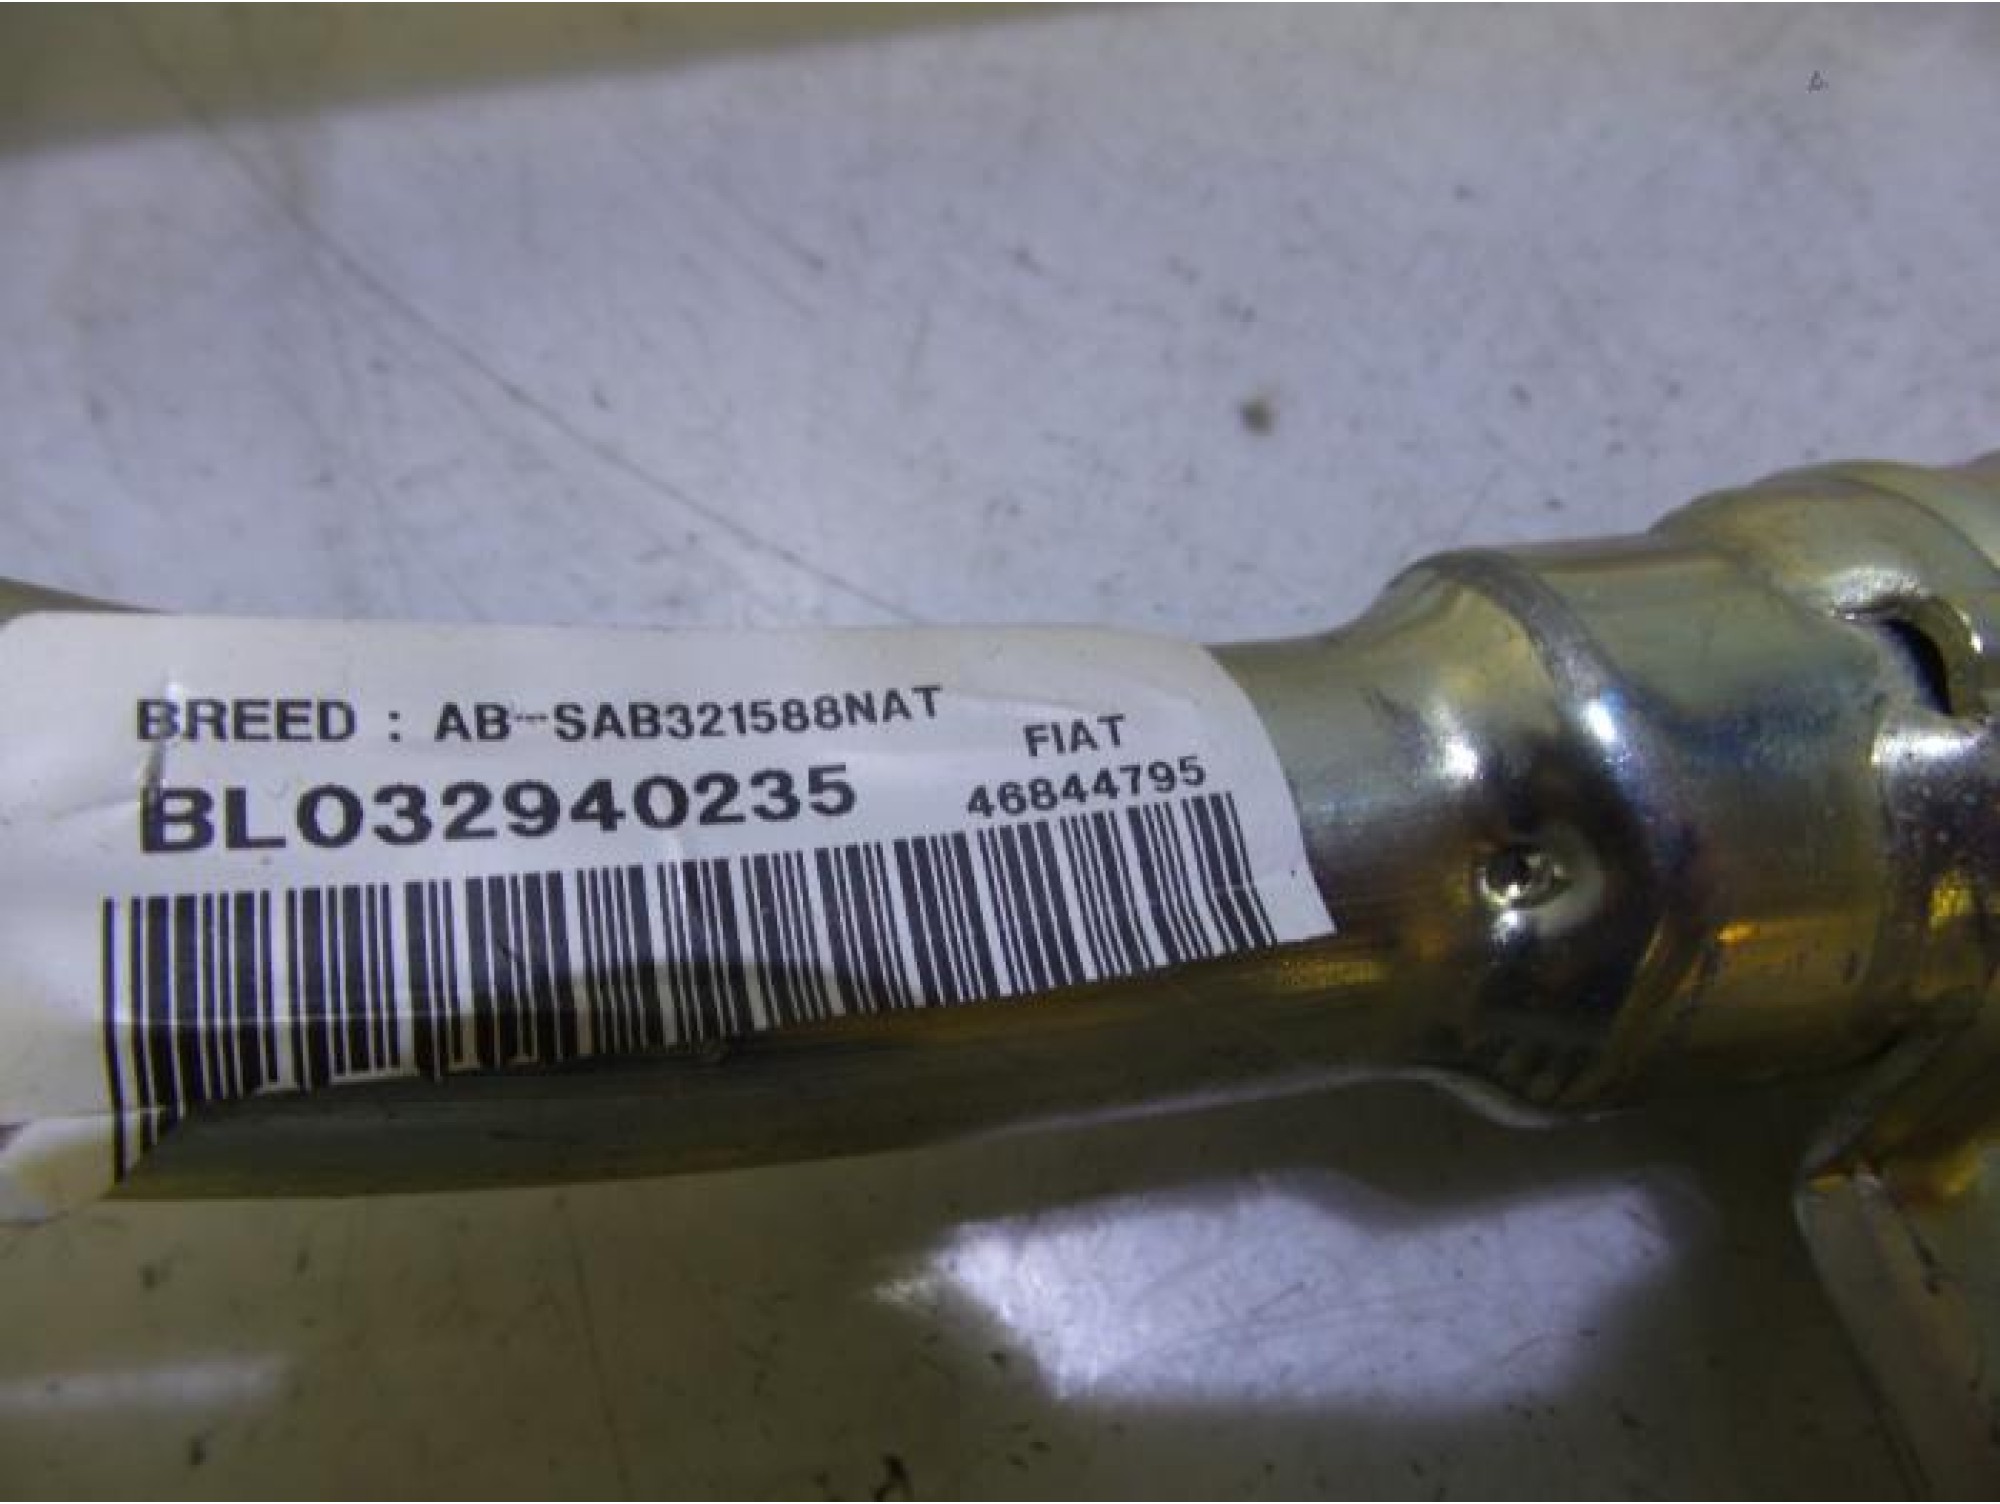 BREED : AB--SAB321588NAT
FIAT
BL032940235
46844795